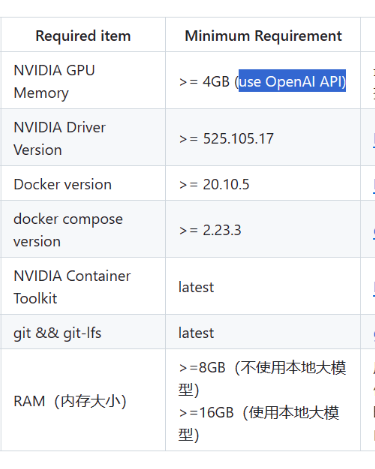 Required item Minimum Requirement
NVIDIA GPU Memory >= 4GB (use OpenAI API)
NVIDIA Driver Version >= 525.105.17
Docker version >= 20.10.5
docker compose version >= 2.23.3
NVIDIA Container Toolkit latest
git && git-lfs latest
RAM（内存大小）
>=8GB（不使用本地大模
型）
>=16GB（使用本地大模
型）